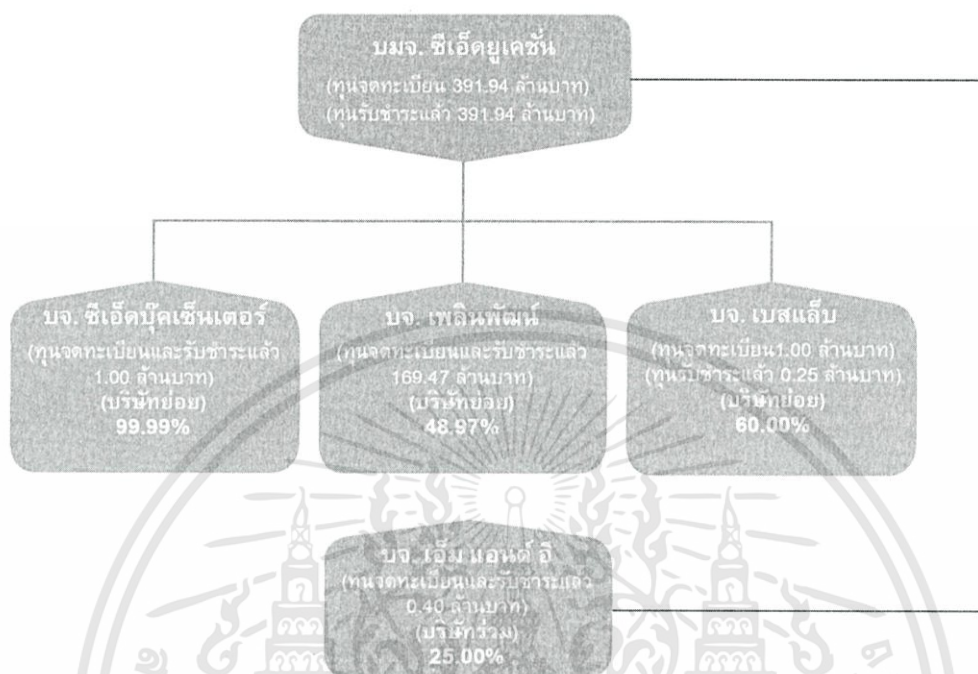 บมจ. ซีเอ็ดยูเคชั่น
(ทุนจดทะเบียน 391.94 ล้านบาท)
(ทุนรับชำระแล้ว 391.94 ล้านบาท)
บจ. ซีเอ็ดบุ๊คเซ็นเตอร์
(ทุนจดทะเบียนและรับชำระแล้ว
1.00 ล้านบาท)
(บริษัทย่อย)
99.99%
บจ. เพลินพัฒน์
(ทุนจดทะเบียนและรับชำระแล้ว
169.47 ล้านบาท)
(บริษัทย่อย)
48.97%
บจ. เบสแล็บ
(ทุนจดทะเบียน1.00 ล้านบาท)
(ทุนรับชำระแล้ว 0.25 ล้านบาท)
(บริษัทย่อย)
60.00%
บจ. เอ็ม แอนด์ อี
(ทุนจดทะเบียนและรับชำระแล้ว
0.40 ล้านบาท)
(บริษัทร่วม)
25.00%